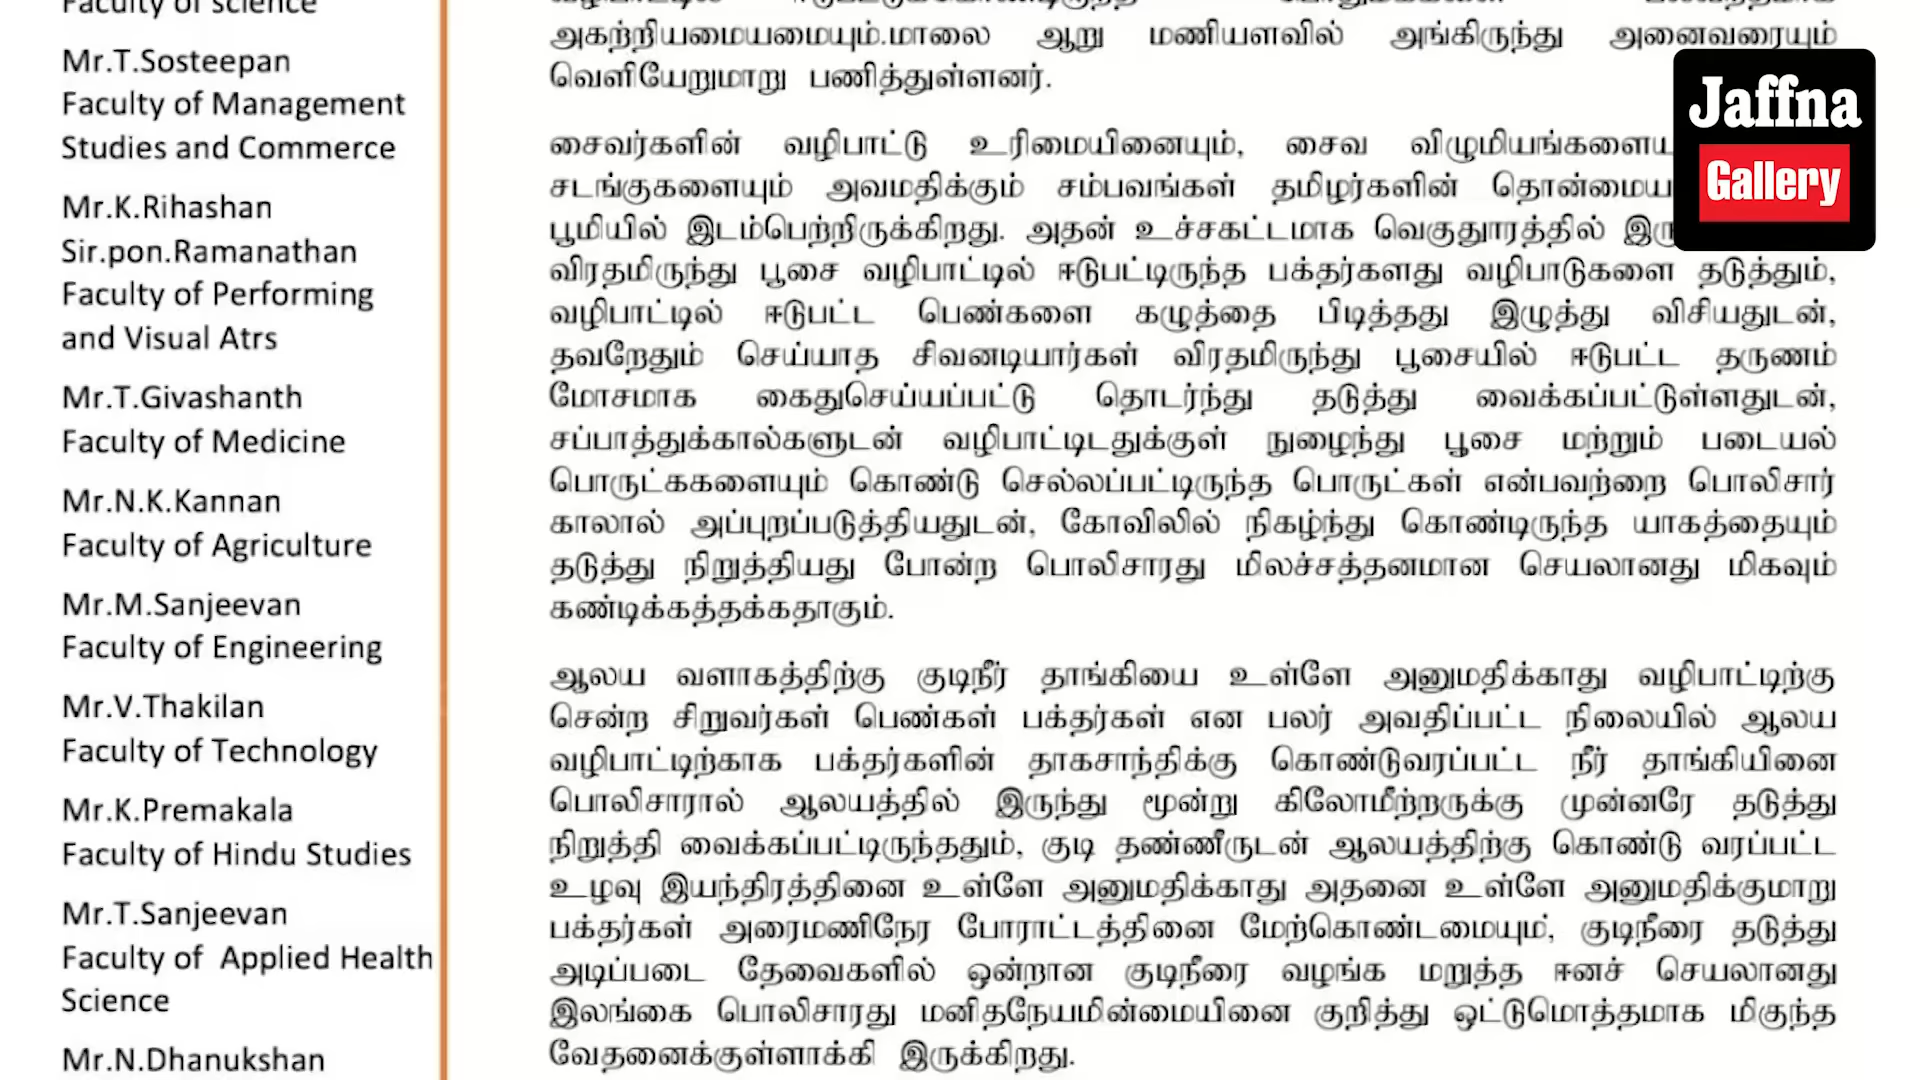 Faculty of science
Mr.T.Sosteepan
Faculty of Management
Studies and Commerce
Mr.K.Rihashan
Sir.pon.Ramanathan
Faculty of Performing
and Visual Atrs
Mr.T.Givashanth
Faculty of Medicine
Mr.N.K.Kannan
Faculty of Agriculture
Mr.M.Sanjeevan
Faculty of Engineering
Mr.V.Thakilan
Faculty of Technology
Mr.K.Premakala
Faculty of Hindu Studies
Mr.T.Sanjeevan
Faculty of Applied Health
Science
Mr.N.Dhanukshan
அகற்றியமையமையும்.மாலை ஆறு மணியளவில் அங்கிருந்து அனைவரையும்
வெளியேறுமாறு பணித்துள்ளனர்.
சைவர்களின் வழிபாட்டு உரிமையினையும், சைவ விழுமியங்களைய
சடங்குகளையும் அவமதிக்கும் சம்பவங்கள் தமிழர்களின் தொன்மைய
பூமியில் இடம்பெற்றிருக்கிறது. அதன் உச்சகட்டமாக வெகுதூரத்தில் இரு
விரதமிருந்து பூசை வழிபாட்டில் ஈடுபட்டிருந்த பக்தர்களது வழிபாடுகளை தடுத்தும்,
வழிபாட்டில் ஈடுபட்ட பெண்களை கழுத்தை பிடித்தது இழுத்து விசியதுடன்,
தவறேதும் செய்யாத சிவனடியார்கள் விரதமிருந்து பூசையில் ஈடுபட்ட தருணம்
மோசமாக கைதுசெய்யப்பட்டு தொடர்ந்து தடுத்து வைக்கப்பட்டுள்ளதுடன்,
சப்பாத்துக்கால்களுடன் வழிபாட்டிடதுக்குள் நுழைந்து பூசை மற்றும் படையல்
பொருட்ககளையும் கொண்டு செல்லப்பட்டிருந்த பொருட்கள் என்பவற்றை பொலிசார்
காலால் அப்புறப்படுத்தியதுடன், கோவிலில் நிகழ்ந்து கொண்டிருந்த யாகத்தையும்
தடுத்து நிறுத்தியது போன்ற பொலிசாரது மிலச்சத்தனமான செயலானது மிகவும்
கண்டிக்கத்தக்கதாகும்.
ஆலய வளாகத்திற்கு குடிநீர் தாங்கியை உள்ளே அனுமதிக்காது வழிபாட்டிற்கு
சென்ற சிறுவர்கள் பெண்கள் பக்தர்கள் என பலர் அவதிப்பட்ட நிலையில் ஆலய
வழிபாட்டிற்காக பக்தர்களின் தாகசாந்திக்கு கொண்டுவரப்பட்ட நீர் தாங்கியினை
பொலிசாரால் ஆலயத்தில் இருந்து மூன்று கிலோமீற்றருக்கு முன்னரே தடுத்து
நிறுத்தி வைக்கப்பட்டிருந்ததும், குடி தண்ணீருடன் ஆலயத்திற்கு கொண்டு வரப்பட்ட
உழவு இயந்திரத்தினை உள்ளே அனுமதிக்காது அதனை உள்ளே அனுமதிக்குமாறு
பக்தர்கள் அரைமணிநேர போராட்டத்தினை மேற்கொண்டமையும், குடிநீரை தடுத்து
அடிப்படை தேவைகளில் ஒன்றான குடிநீரை வழங்க மறுத்த ஈனச் செயலானது
இலங்கை பொலிசாரது மனிதநேயமின்மையினை குறித்து ஒட்டுமொத்தமாக மிகுந்த
வேதனைக்குள்ளாக்கி இருக்கிறது.
Jaffna
Gallery